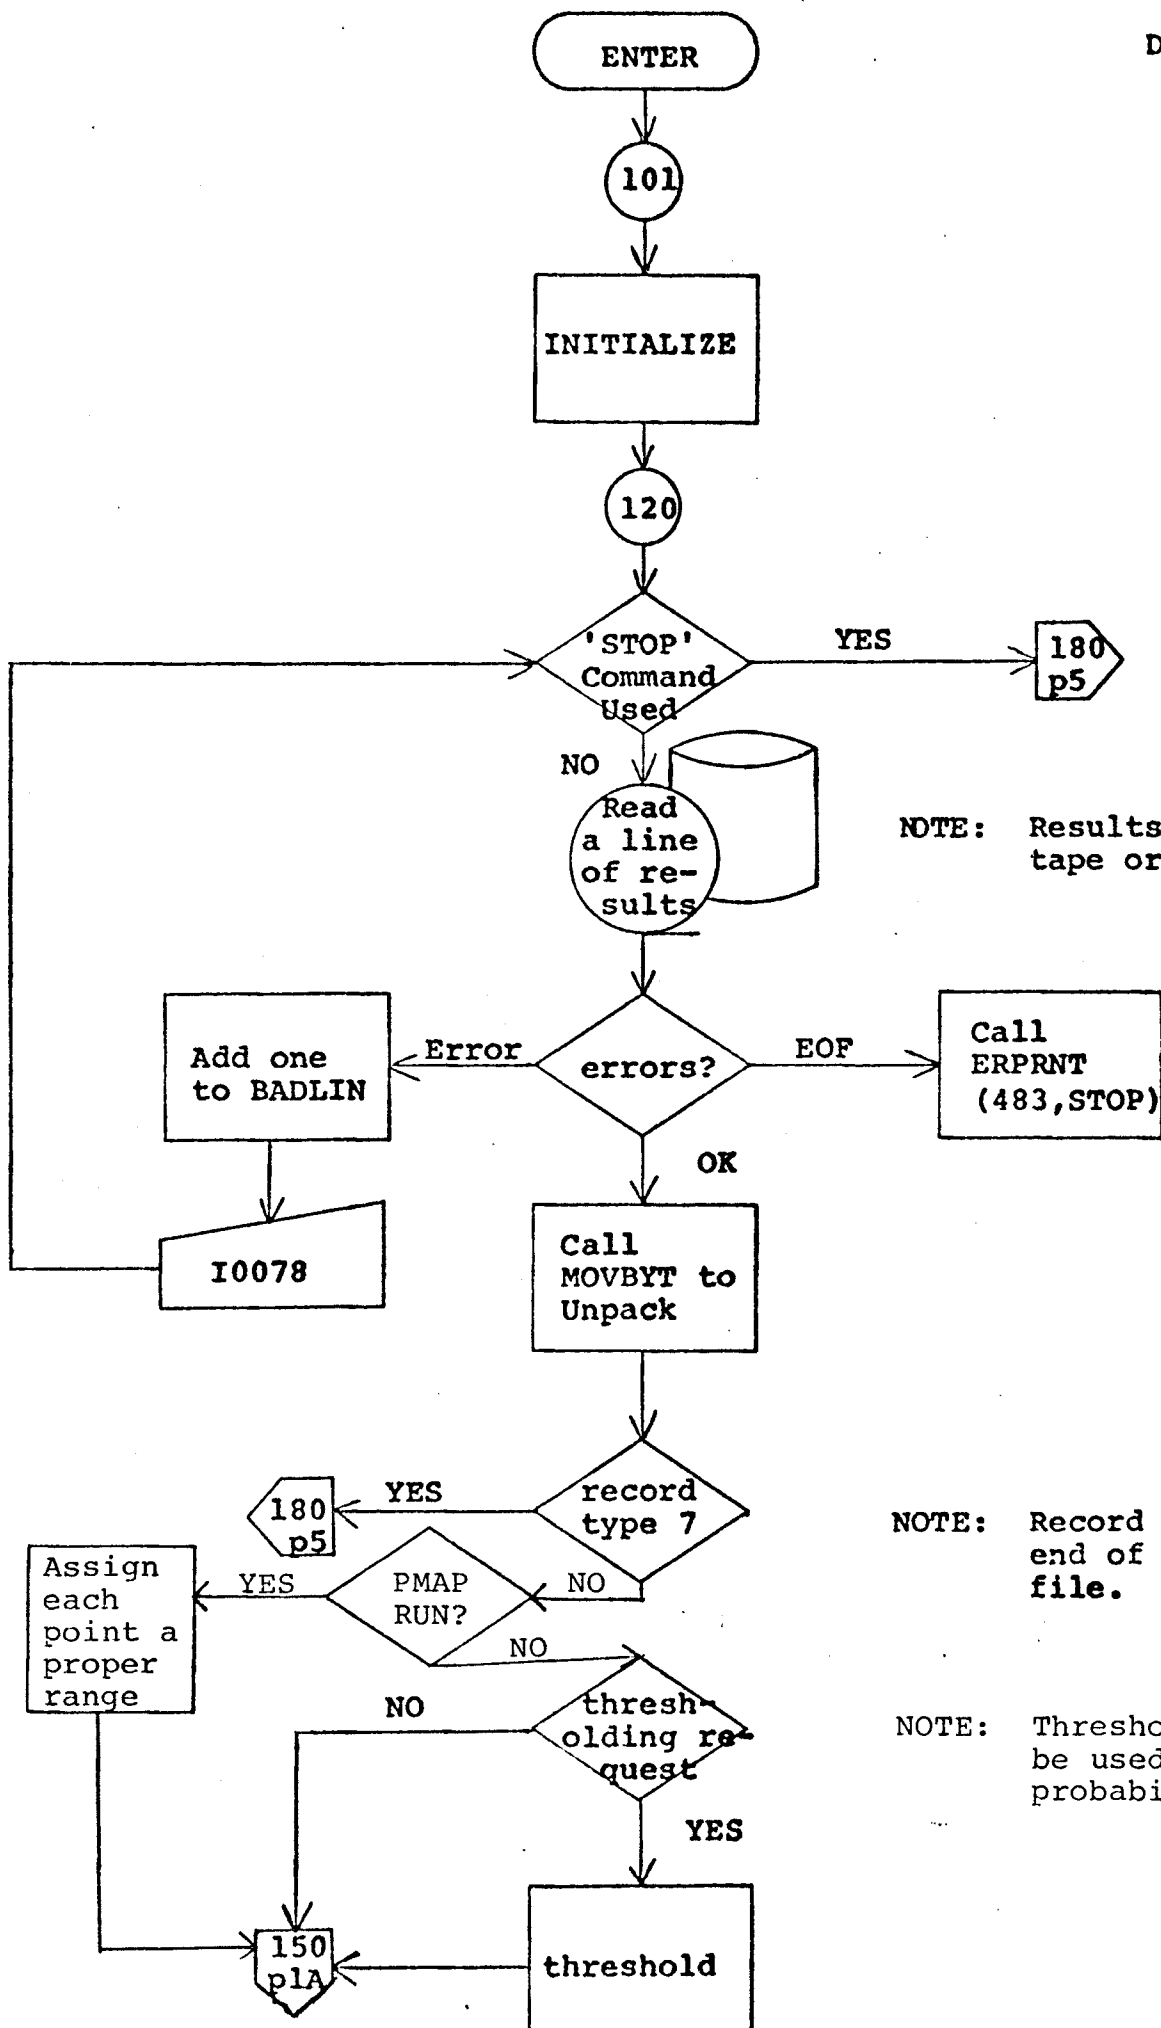 ENTER
D
101
INITIALIZE
120
'STOP'
Command
Used
YES
180
p5
NO
Read
a line
of re-
sults
NOTE: Results
tape or
Add one
to BADLIN
Error
errors?
EOF
Call
ERPRNT
(483,STOP)
OK
I0078
Call
MOVBYT to
Unpack
180
p5
YES
record
type 7
NOTE: Record
end of
file.
Assign
each
point a
proper
range
YES
PMAP
RUN?
NO
NO
NO
thresh-
olding re-
quest
NOTE: Thresho
be used
probabi
YES
150
p1A
threshold